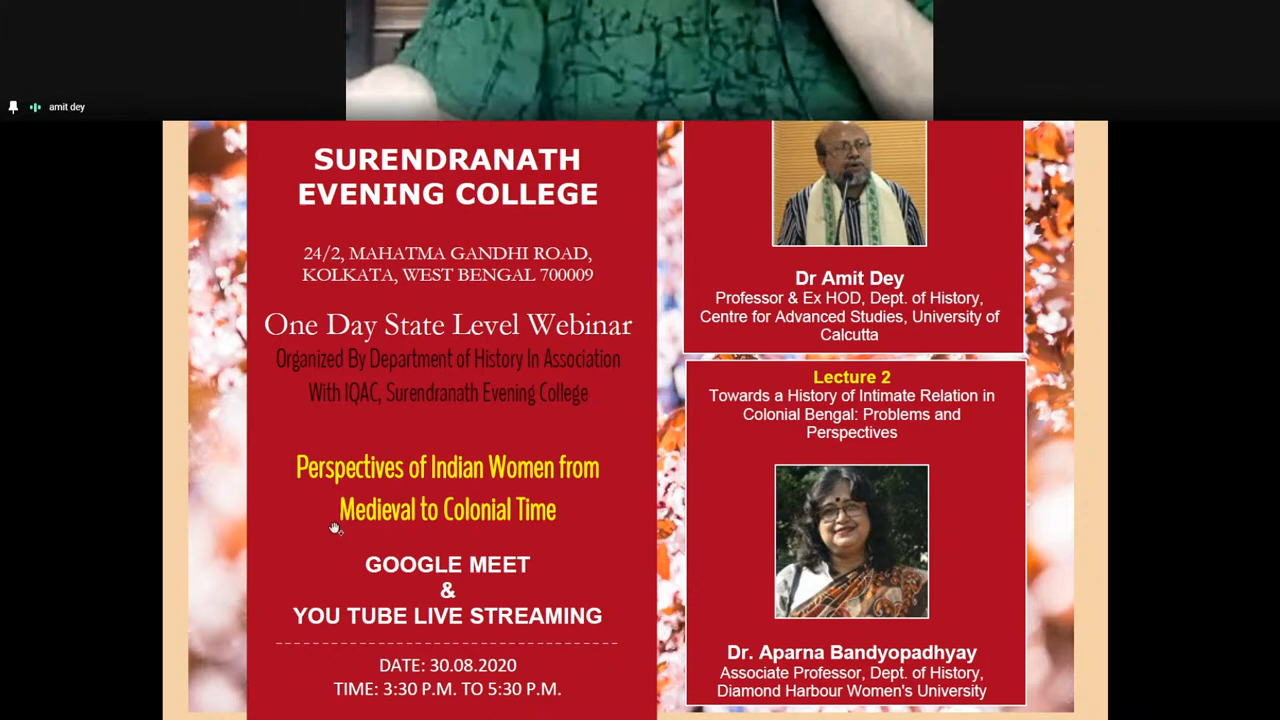 amit dey
SURENDRANATH
EVENING COLLEGE
24/2, MAHATMA GANDHI ROAD,
KOLKATA, WEST BENGAL 700009
One Day State Level Webinar
Organized By Department of History In Association
With IQAC, Surendranath Evening College
Perspectives of Indian Women from
Medieval to Colonial Time
GOOGLE MEET
&
YOU TUBE LIVE STREAMING
DATE: 30.08.2020
TIME: 3:30 P.M. TO 5:30 P.M.
Dr Amit Dey
Professor & Ex HOD, Dept. of History,
Centre for Advanced Studies, University of
Calcutta
Lecture 2
Towards a History of Intimate Relation in
Colonial Bengal: Problems and
Perspectives
Dr. Aparna Bandyopadhyay
Associate Professor, Dept. of History,
Diamond Harbour Women's University